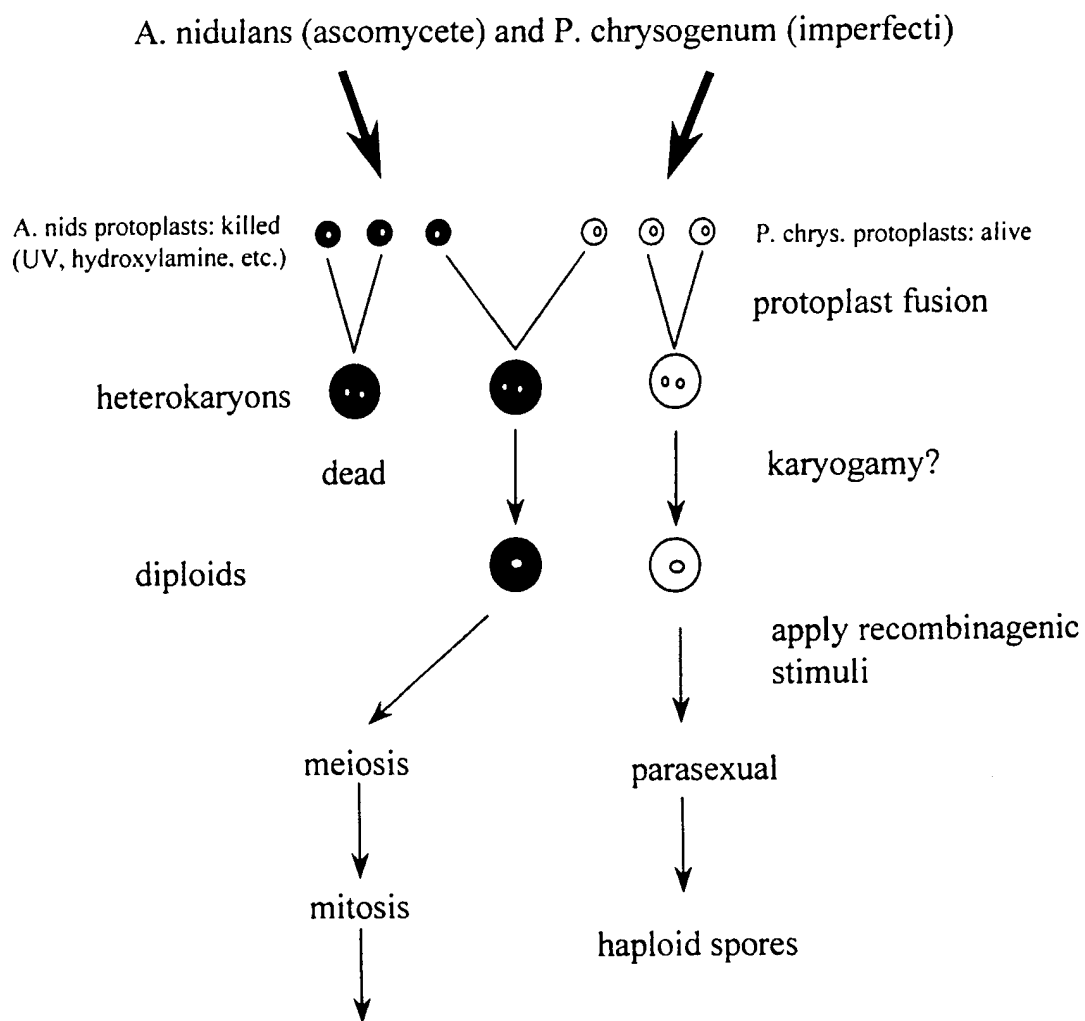 A. nidulans (ascomycete) and P. chrysogenum (imperfecti)
A. nids protoplasts: killed
(UV, hydroxylamine, etc.)
P. chrys. protoplasts: alive
protoplast fusion
heterokaryons
dead
karyogamy?
diploids
apply recombinagenic
stimuli
meiosis
parasexual
mitosis
haploid spores